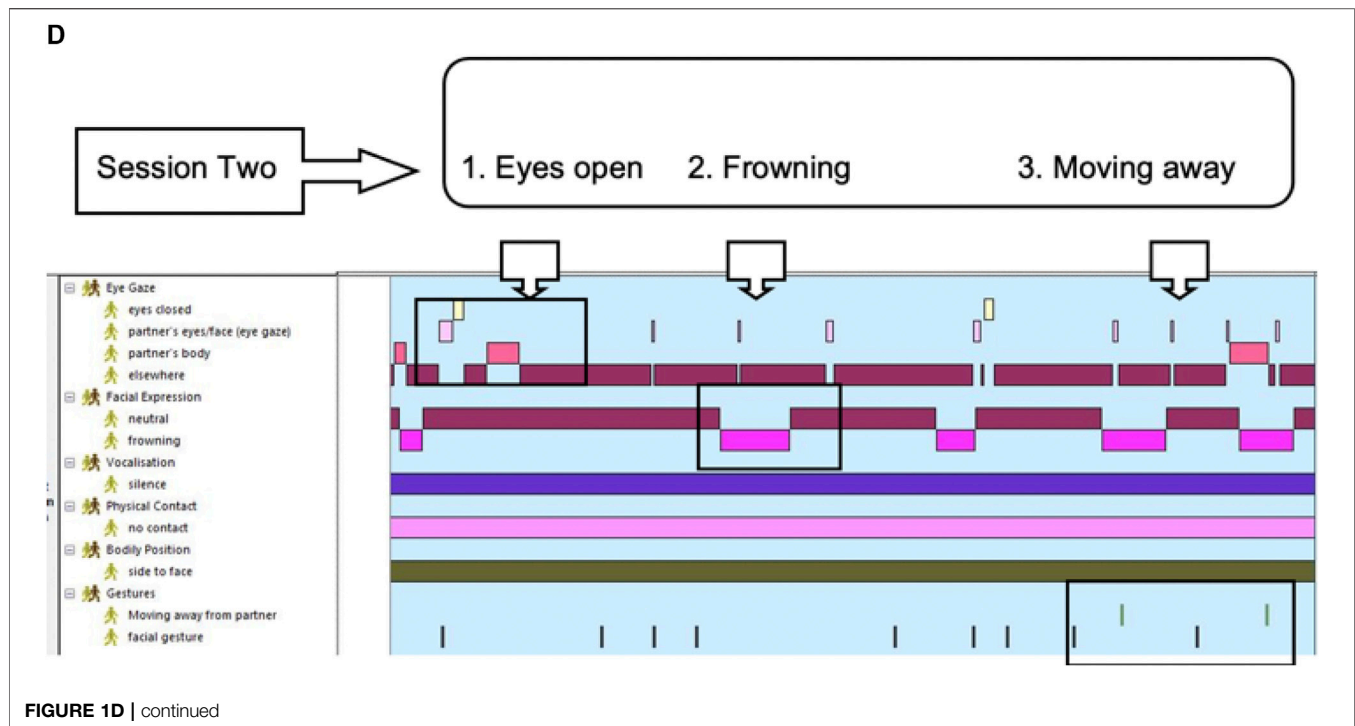 D
Session Two
1. Eyes open 2. Frowning 3. Moving away
Eye Gaze
eyes closed
partner's eyes/face (eye gaze)
partner's body
elsewhere
Facial Expression
neutral
frowning
Vocalisation
silence
Physical Contact
no contact
Bodily Position
side to face
Gestures
Moving away from partner
facial gesture
FIGURE 1D | continued